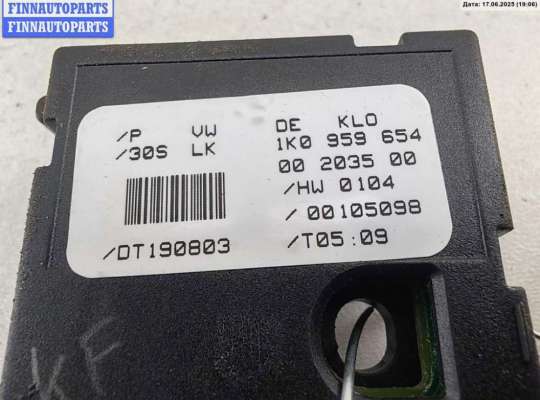 FINNAUTOPARTS
FINNAUTOPARTS
Дата: 17.06.2025 (19:06)
/P VW DE KLO
/30S LK 1K0 959 654
00 2035 00
/HW 0104
/00105098
/DT190803 /T05:09
KF